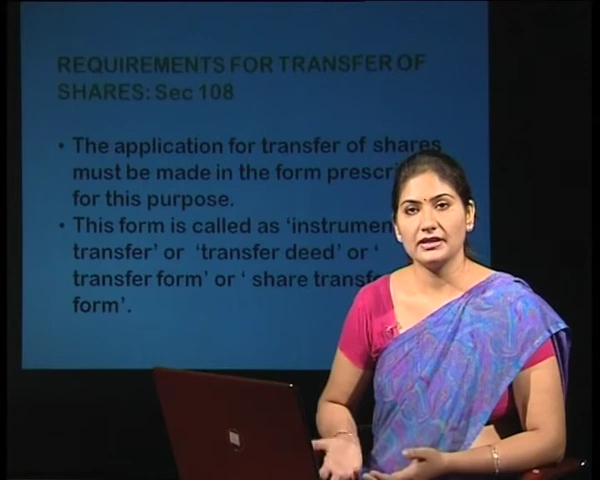 REQUIREMENTS FOR TRANSFER OF
SHARES: Sec 108
• The application for transfer of shares
must be made in the form prescri
for this purpose.
• This form is called as ‘instrumen
transfer’ or ‘transfer deed’ or ‘
transfer form’ or ‘ share transf
form’.